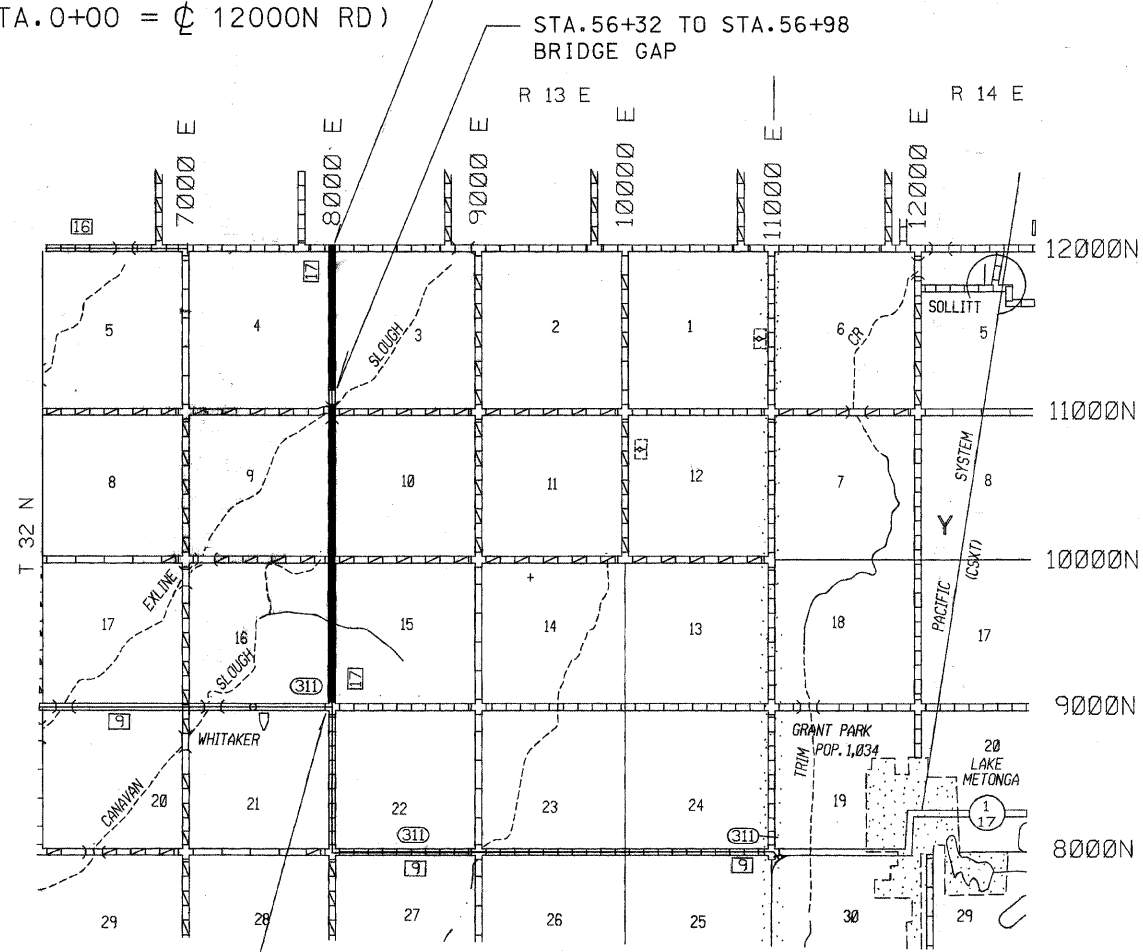 TA.0+00 = ℄ 12000N RD)
STA.56+32 TO STA.56+98
BRIDGE GAP
R 13 E
R 14 E
7000 E
8000 E
9000 E
10000 E
11000 E
12000 E
16
12000N
17
SOLLITT
5
4
SLOUGH
3
2
1
6
CR
5
11000N
T 32 N
8
9
10
11
12
7
SYSTEM
8
Y
10000N
EXLINE
PACIFIC
(CSXT)
17
16
15
14
13
18
17
SLOUGH
311
17
9000N
9
WHITAKER
GRANT PARK
POP. 1,034
TRIM
20
LAKE
METONGA
CANAVAN
20
21
22
23
24
19
1
17
311
311
8000N
9
9
29
28
27
26
25
30
29